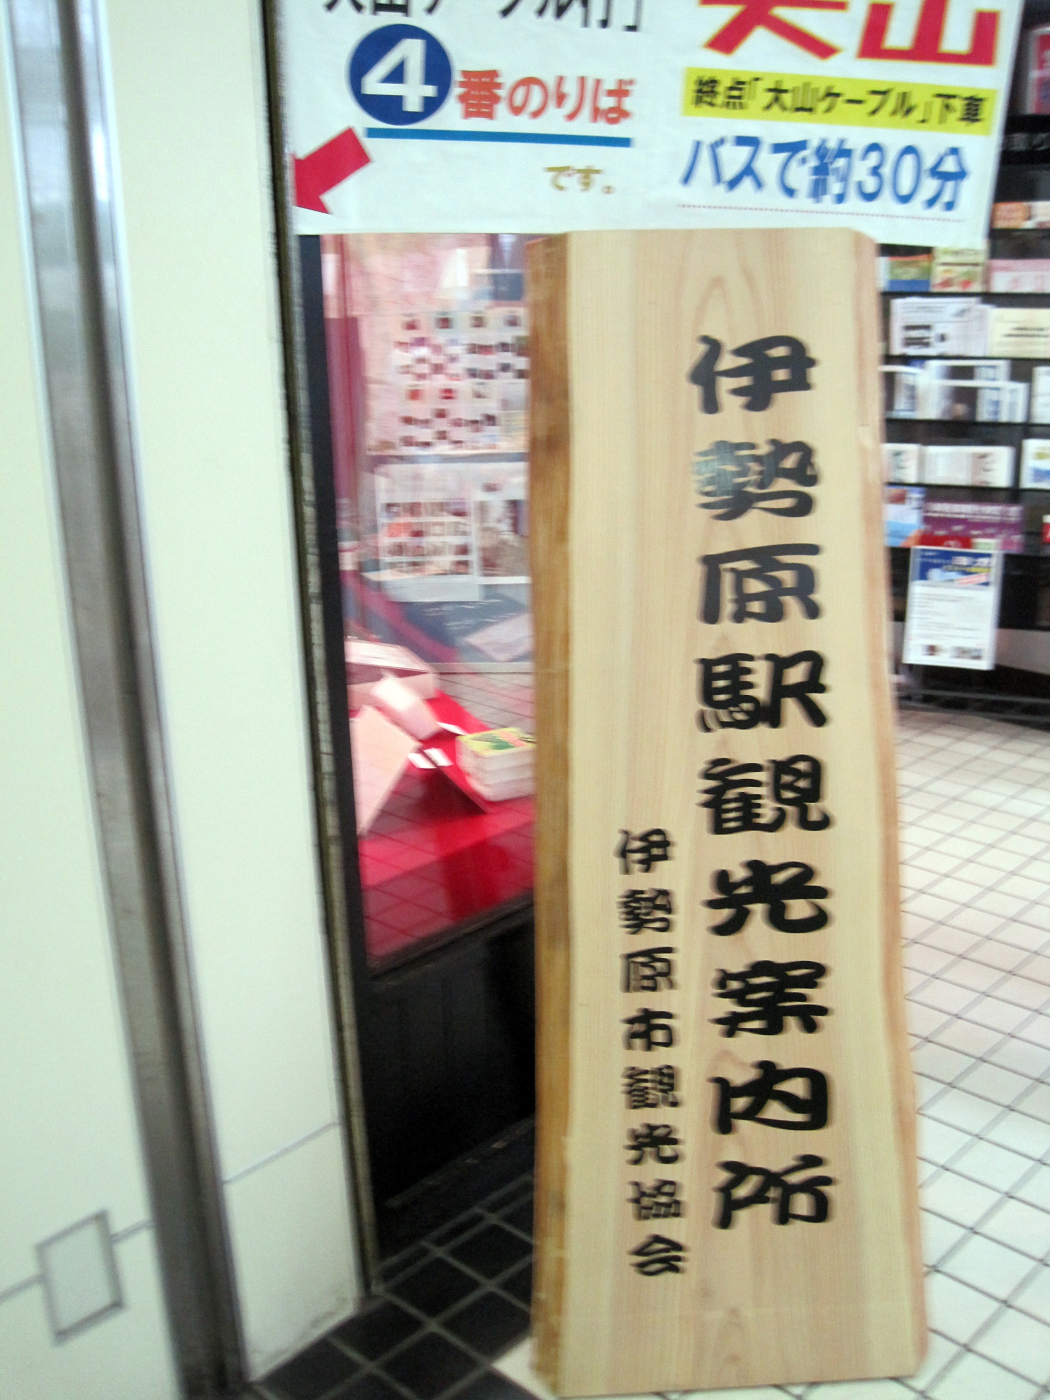 4番のりば
です。
終点「大山ケーブル」下車
バスで約30分
伊勢原駅観光案内所
伊勢原市観光協会